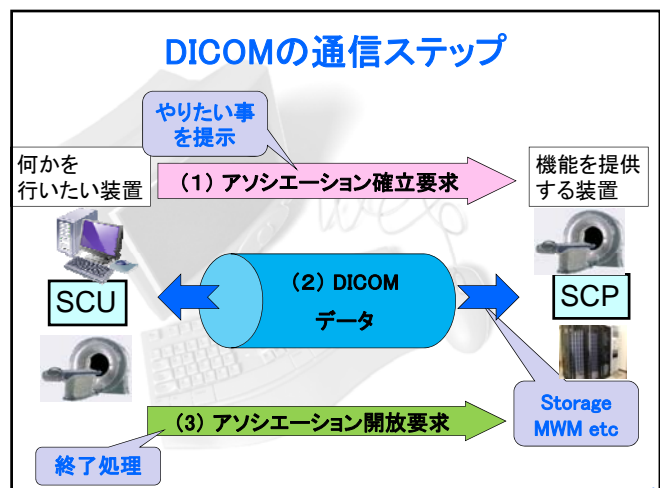 DICOMの通信ステップ
やりたい事
を提示
何かを
行いたい装置
(1) アソシエーション確立要求
機能を提供
する装置
SCU
(2) DICOM
データ
SCP
(3) アソシエーション開放要求
Storage
MWM etc
終了処理